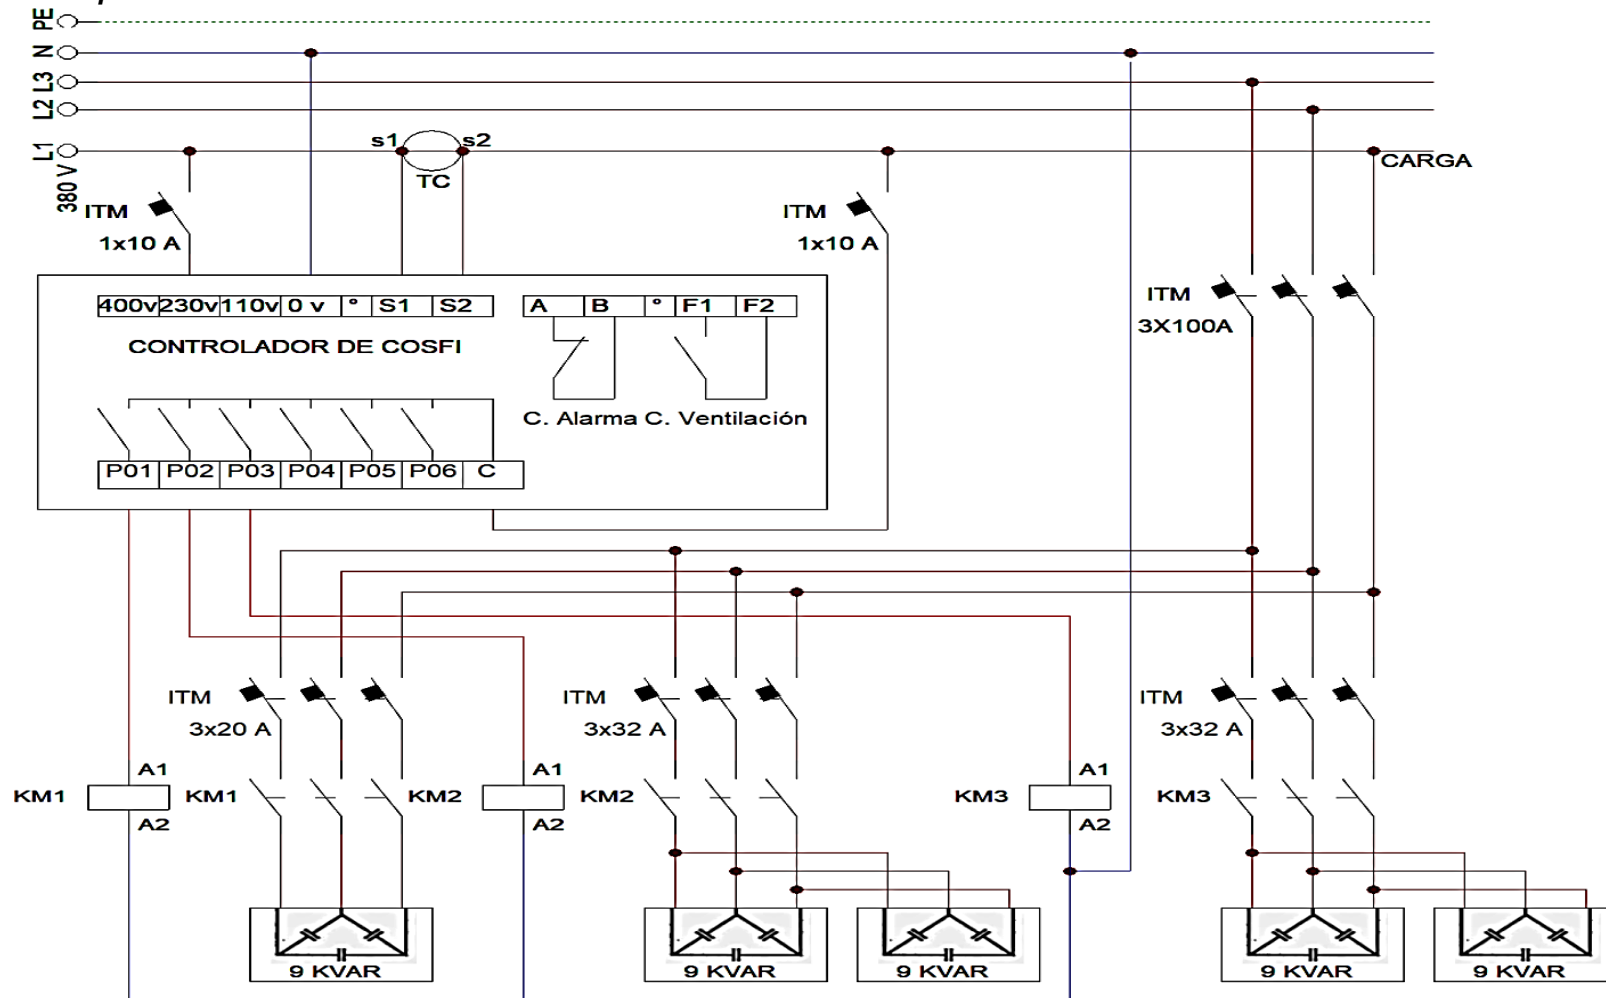 PE
N
L3
L2
L1
380 V
s1 s2
TC
CARGA
ITM
1x10 A
ITM
1x10 A
ITM
3X100A
400v 230v 110v 0 v ° S1 S2
A B ° F1 F2
CONTROLADOR DE COSFI
C. Alarma C. Ventilación
P01 P02 P03 P04 P05 P06 C
ITM
3x20 A
ITM
3x32 A
ITM
3x32 A
A1 A1 A1
KM1 KM1 KM2 KM2 KM3 KM3
A2 A2 A2
9 KVAR 9 KVAR 9 KVAR 9 KVAR 9 KVAR